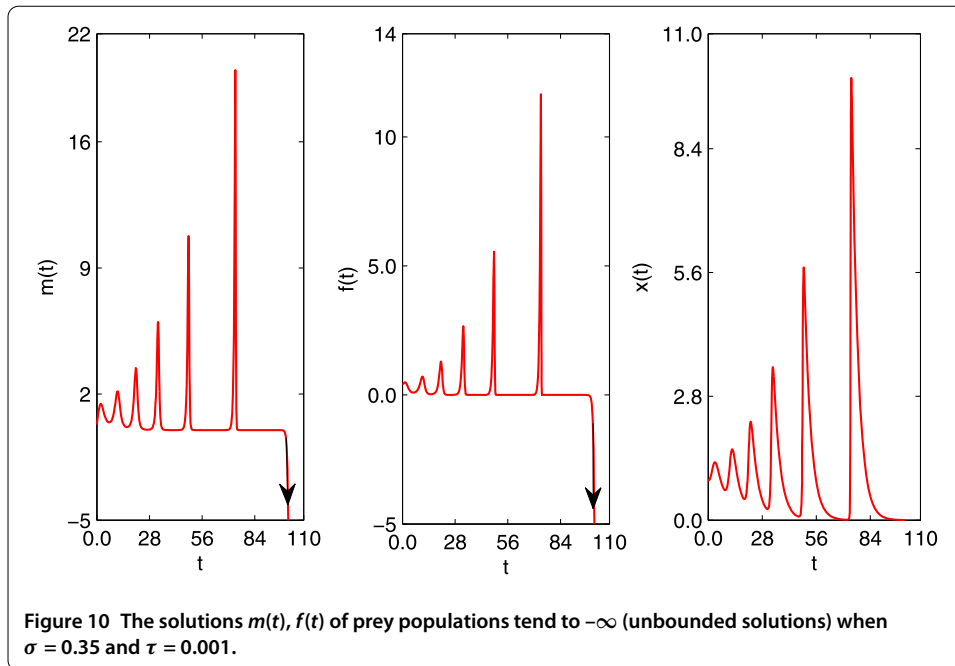 22
16
9
2
−5
m(t)
0.0 28 56 84 110
t
14
10
5.0
0.0
−5
f(t)
0.0 28 56 84 110
t
11.0
8.4
5.6
2.8
0.0
x(t)
0.0 28 56 84 110
t
Figure 10 The solutions m(t), f(t) of prey populations tend to –∞ (unbounded solutions) when
σ = 0.35 and τ = 0.001.